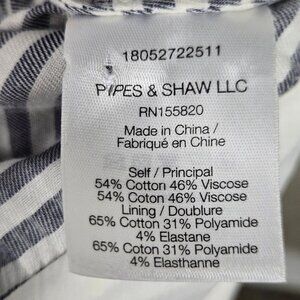 18052722511
PIPES & SHAW LLC
RN155820
Made in China /
Fabriqué en Chine
Self / Principal
54% Cotton 46% Viscose
54% Coton 46% Viscose
Lining / Doublure
65% Cotton 31% Polyamide
4% Elastane
65% Coton 31% Polyamide
4% Elasthanne